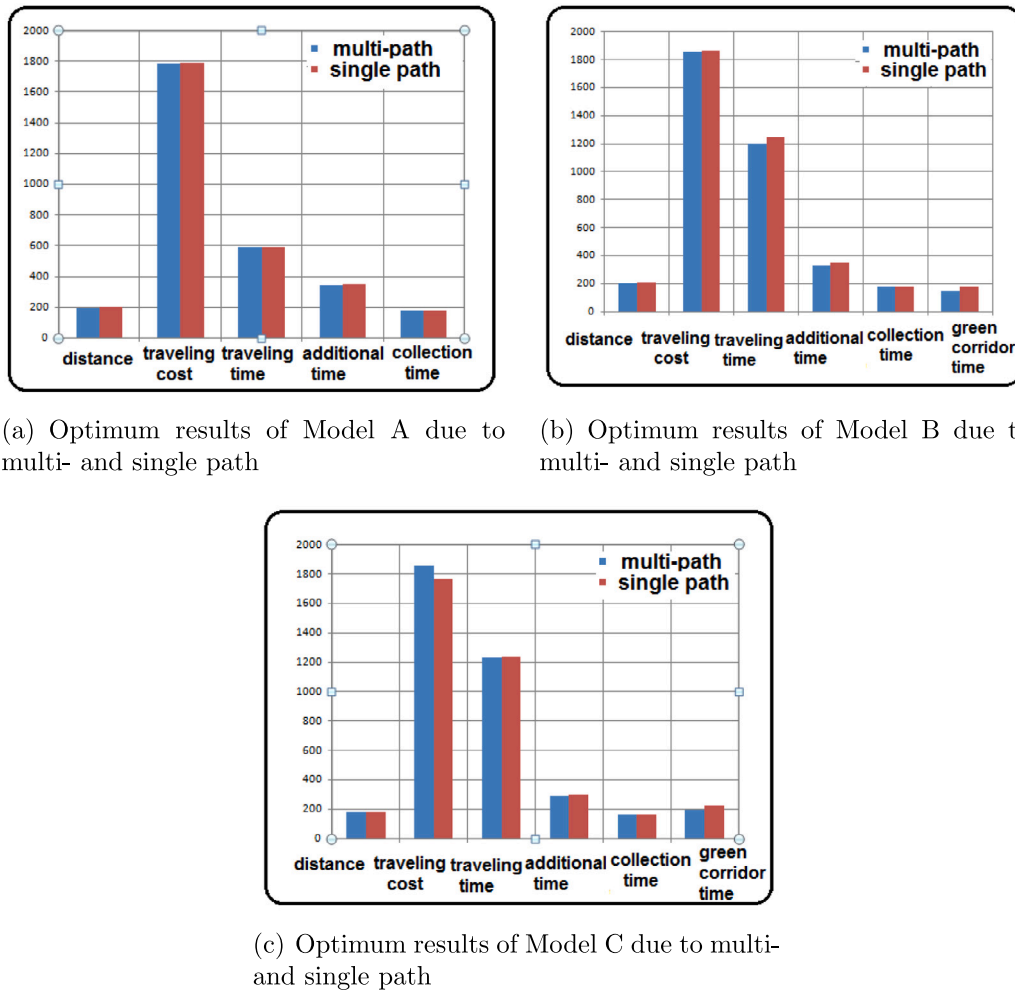 2000
1800
1600
1400
1200
1000
800
600
400
200
0
multi-path
single path
distance
traveling
cost
traveling
time
additional
time
collection
time
2000
1800
1600
1400
1200
1000
800
600
400
200
0
multi-path
single path
distance
traveling
cost
traveling
time
additional
time
collection
time
green
corridor
time
(a) Optimum results of Model A due to
multi- and single path
(b) Optimum results of Model B due t
multi- and single path
2000
1800
1600
1400
1200
1000
800
600
400
200
0
multi-path
single path
distance
traveling
cost
traveling
time
additional
time
collection
time
green
corridor
time
(c) Optimum results of Model C due to multi-
and single path